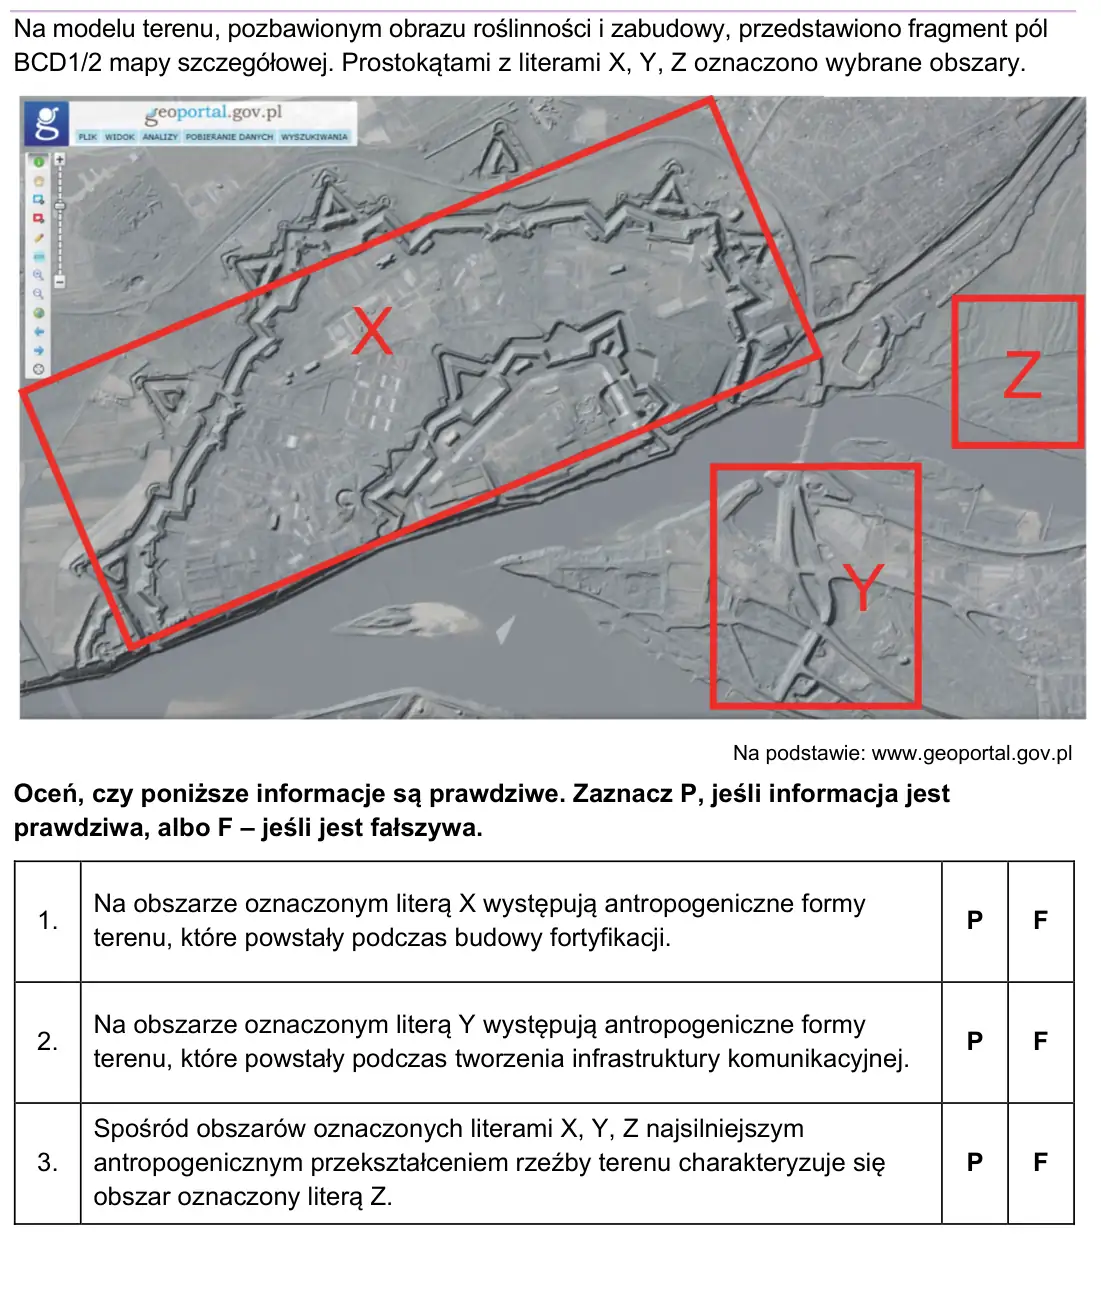 Na modelu terenu, pozbawionym obrazu roślinności i zabudowy, przedstawiono fragment pól
BCD1/2 mapy szczegółowej. Prostokątami z literami X, Y, Z oznaczono wybrane obszary.
geoportal.gov.pl
PLIK WIDOK ANALIZY POBIERANIE DANYCH WYSZUKIWANIA
X
Z
Y
Na podstawie: www.geoportal.gov.pl
Oceń, czy poniższe informacje są prawdziwe. Zaznacz P, jeśli informacja jest
prawdziwa, albo F – jeśli jest fałszywa.
1. Na obszarze oznaczonym literą X występują antropogeniczne formy
terenu, które powstały podczas budowy fortyfikacji. P F
2. Na obszarze oznaczonym literą Y występują antropogeniczne formy
terenu, które powstały podczas tworzenia infrastruktury komunikacyjnej. P F
3. Spośród obszarów oznaczonych literami X, Y, Z najsilniejszym
antropogenicznym przekształceniem rzeźby terenu charakteryzuje się
obszar oznaczony literą Z. P F